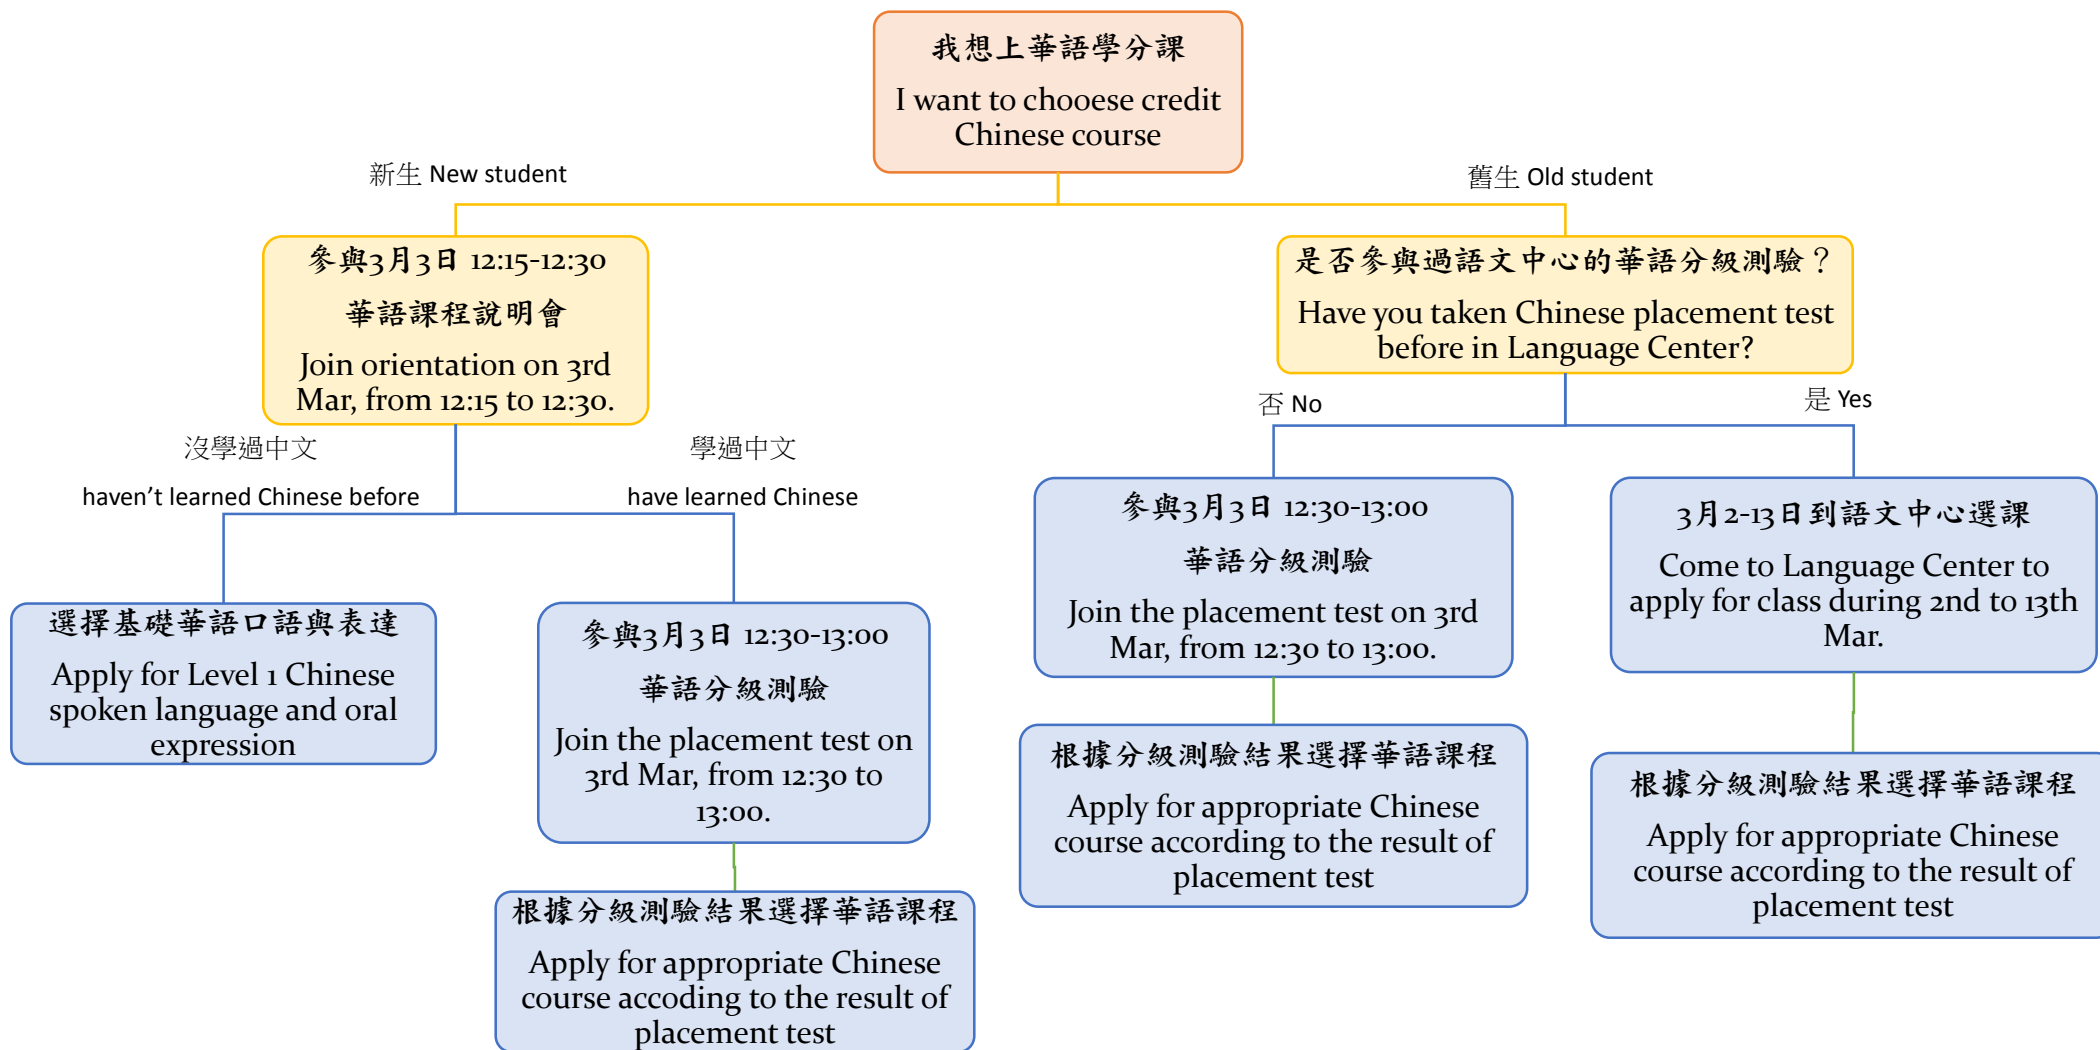 我想上華語學分課
I want to chooese credit
Chinese course
新生 New student
舊生 Old student
參與3月3日 12:15-12:30
華語課程說明會
Join orientation on 3rd
Mar, from 12:15 to 12:30.
是否參與過語文中心的華語分級測驗？
Have you taken Chinese placement test
before in Language Center?
沒學過中文
haven't learned Chinese before
學過中文
have learned Chinese
否 No
是 Yes
選擇基礎華語口語與表達
Apply for Level 1 Chinese
spoken language and oral
expression
參與3月3日 12:30-13:00
華語分級測驗
Join the placement test on
3rd Mar, from 12:30 to
13:00.
根據分級測驗結果選擇華語課程
Apply for appropriate Chinese
course accoding to the result of
placement test
參與3月3日 12:30-13:00
華語分級測驗
Join the placement test on 3rd
Mar, from 12:30 to 13:00.
根據分級測驗結果選擇華語課程
Apply for appropriate Chinese
course according to the result of
placement test
3月2-13日到語文中心選課
Come to Language Center to
apply for class during 2nd to 13th
Mar.
根據分級測驗結果選擇華語課程
Apply for appropriate Chinese
course according to the result of
placement test